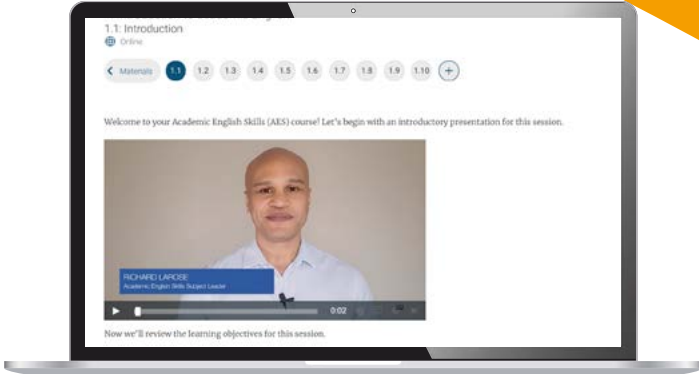 1.1: Introduction
Online
Materials 1.1 1.2 1.3 1.4 1.5 1.6 1.7 1.8 1.9 1.10 +
Welcome to your Academic English Skills (AES) course! Let's begin with an introductory presentation for this session.
RICHARD LAROSE
Academic English Skills Subject Leader
0:02
Now we'll review the learning objectives for this session.